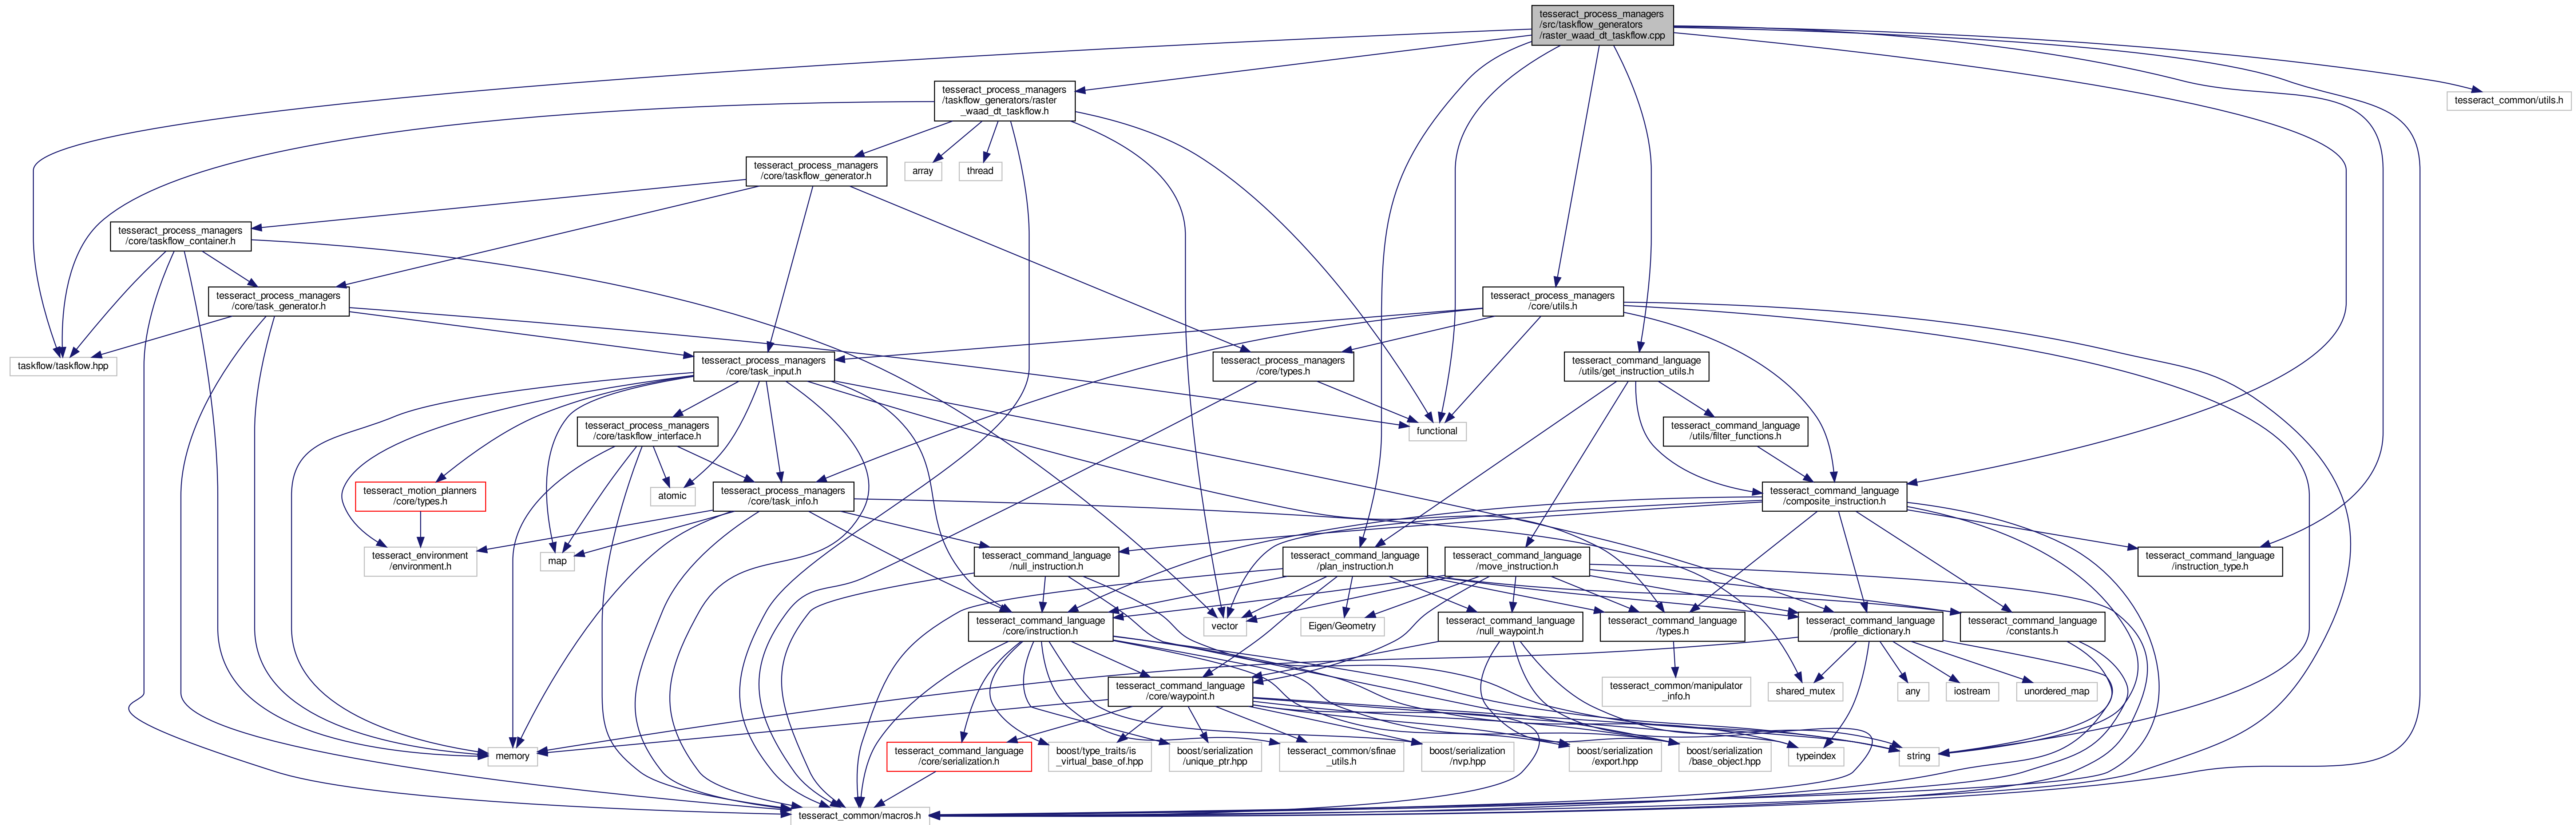 tesseract_process_managers
/src/taskflow_generators
/raster_waad_dt_taskflow.cpp
tesseract_process_managers
/taskflow_generators/raster
_waad_dt_taskflow.h
tesseract_common/utils.h
tesseract_process_managers
/core/taskflow_generator.h
array
thread
tesseract_process_managers
/core/taskflow_container.h
tesseract_process_managers
/core/task_generator.h
tesseract_process_managers
/core/utils.h
taskflow/taskflow.hpp
tesseract_process_managers
/core/task_input.h
tesseract_process_managers
/core/types.h
tesseract_command_language
/utils/get_instruction_utils.h
tesseract_process_managers
/core/taskflow_interface.h
functional
tesseract_command_language
/utils/filter_functions.h
tesseract_motion_planners
/core/types.h
atomic
tesseract_process_managers
/core/task_info.h
tesseract_command_language
/composite_instruction.h
tesseract_environment
/environment.h
map
tesseract_command_language
/null_instruction.h
tesseract_command_language
/plan_instruction.h
tesseract_command_language
/move_instruction.h
tesseract_command_language
/instruction_type.h
tesseract_command_language
/core/instruction.h
vector
Eigen/Geometry
tesseract_command_language
/null_waypoint.h
tesseract_command_language
/types.h
tesseract_command_language
/profile_dictionary.h
tesseract_command_language
/constants.h
tesseract_command_language
/core/waypoint.h
tesseract_common/manipulator
_info.h
shared_mutex
any
iostream
unordered_map
memory
tesseract_command_language
/core/serialization.h
boost/type_traits/is
_virtual_base_of.hpp
boost/serialization
/unique_ptr.hpp
tesseract_common/sfinae
_utils.h
boost/serialization
/nvp.hpp
boost/serialization
/export.hpp
boost/serialization
/base_object.hpp
typeindex
string
tesseract_common/macros.h